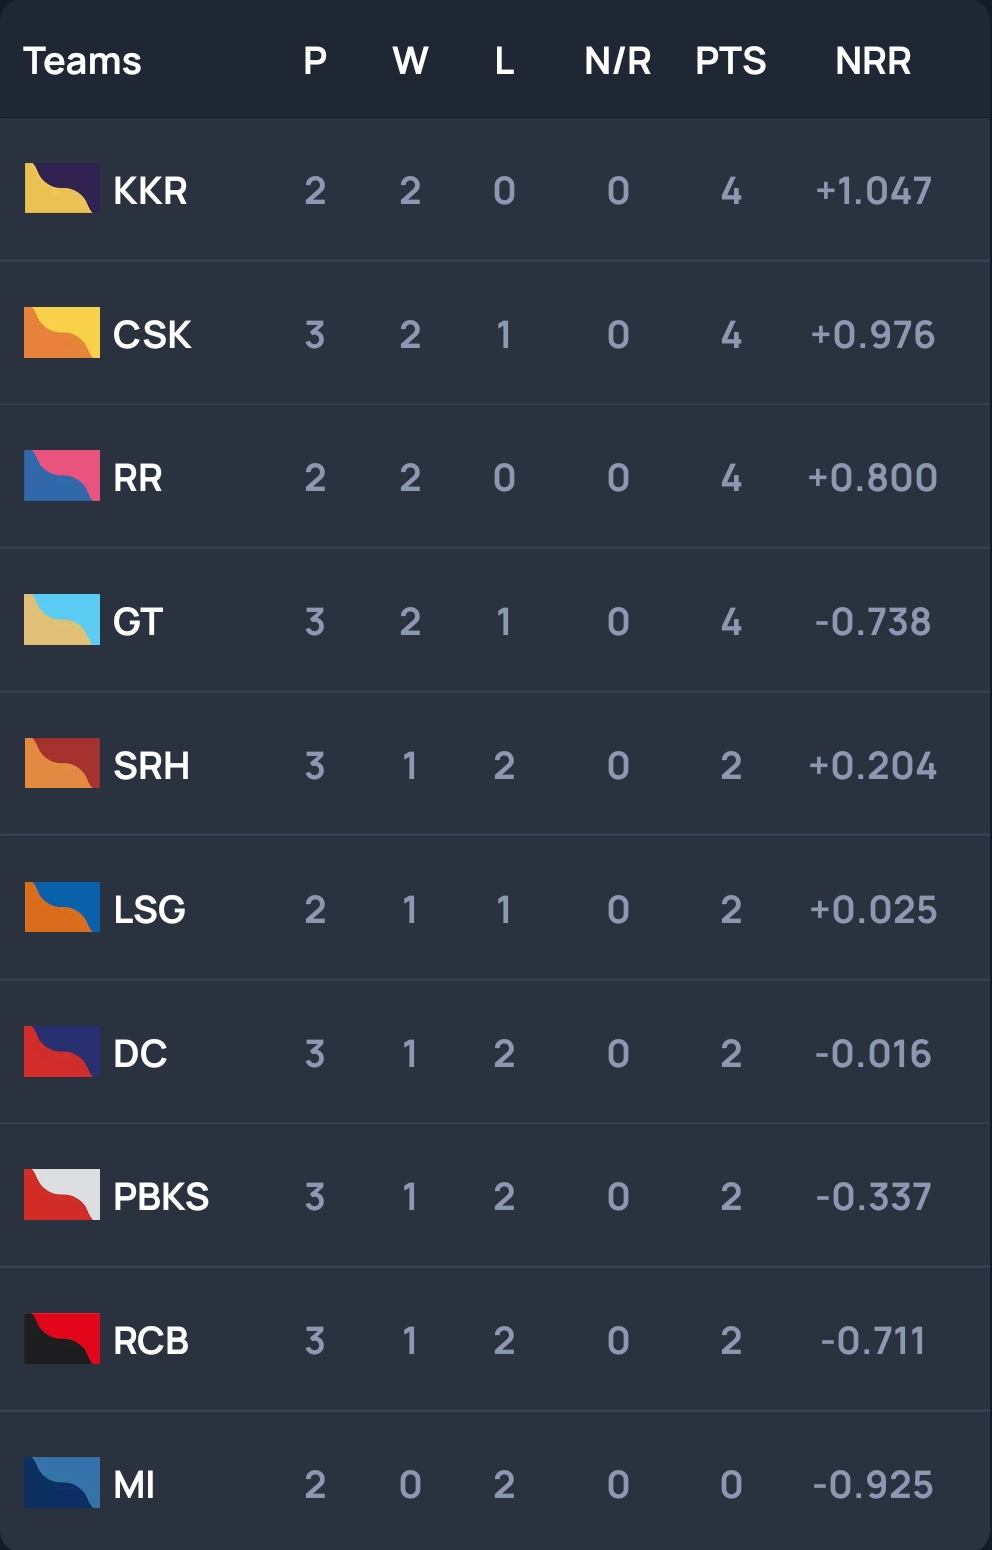 Teams P W L N/R PTS NRR
KKR 2 2 0 0 4 +1.047
CSK 3 2 1 0 4 +0.976
RR 2 2 0 0 4 +0.800
GT 3 2 1 0 4 -0.738
SRH 3 1 2 0 2 +0.204
LSG 2 1 1 0 2 +0.025
DC 3 1 2 0 2 -0.016
PBKS 3 1 2 0 2 -0.337
RCB 3 1 2 0 2 -0.711
MI 2 0 2 0 0 -0.925